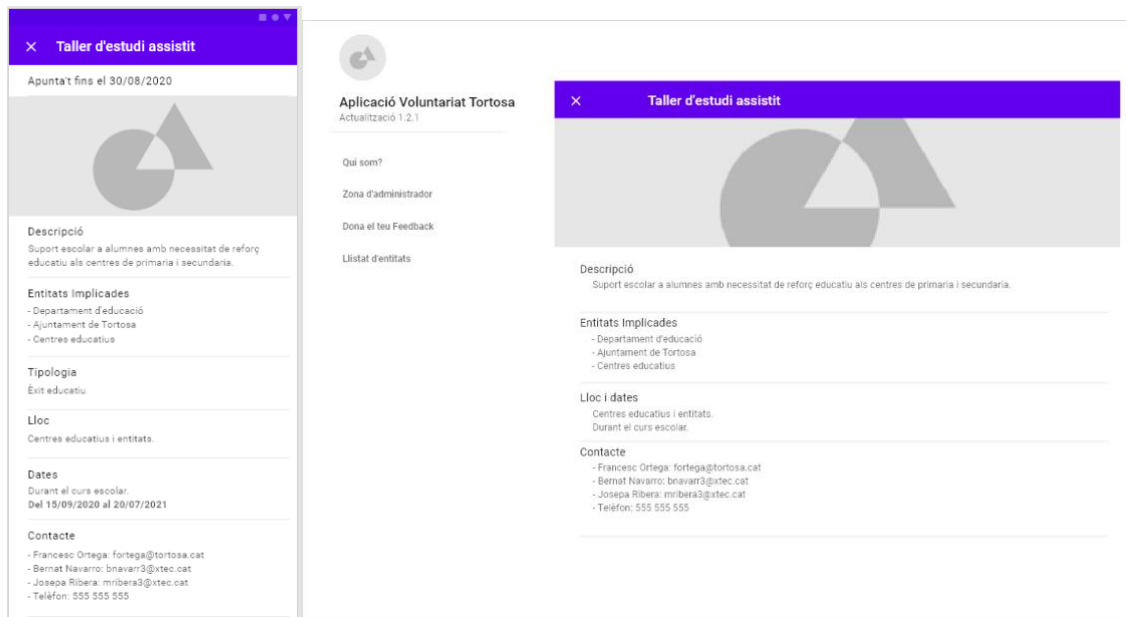 Taller d'estudi assistit
Apunta't fins el 30/08/2020
Descripció
Suport escolar a alumnes amb necessitat de reforç
educatiu als centres de primaria i secundaria.
Entitats Implicades
- Departament d'educació
- Ajuntament de Tortosa
- Centres educatius
Tipologia
Èxit educatiu
Lloc
Centres educatius i entitats.
Dates
Durant el curs escolar.
Del 15/09/2020 al 20/07/2021
Contacte
- Francesc Ortega: fortega@tortosa.cat
- Bernat Navarro: bnavarr3@xtec.cat
- Josepa Ribera: mribera3@xtec.cat
- Telèfon: 555 555 555
Aplicació Voluntariat Tortosa
Actualització 1.2.1
Qui som?
Zona d'administrador
Dona el teu Feedback
Llistat d'entitats
Taller d'estudi assistit
Descripció
Suport escolar a alumnes amb necessitat de reforç educatiu als centres de primaria i secundaria.
Entitats Implicades
- Departament d'educació
- Ajuntament de Tortosa
- Centres educatius
Lloc i dates
Centres educatius i entitats.
Durant el curs escolar.
Contacte
- Francesc Ortega: fortega@tortosa.cat
- Bernat Navarro: bnavarr3@xtec.cat
- Josepa Ribera: mribera3@xtec.cat
- Telèfon: 555 555 555